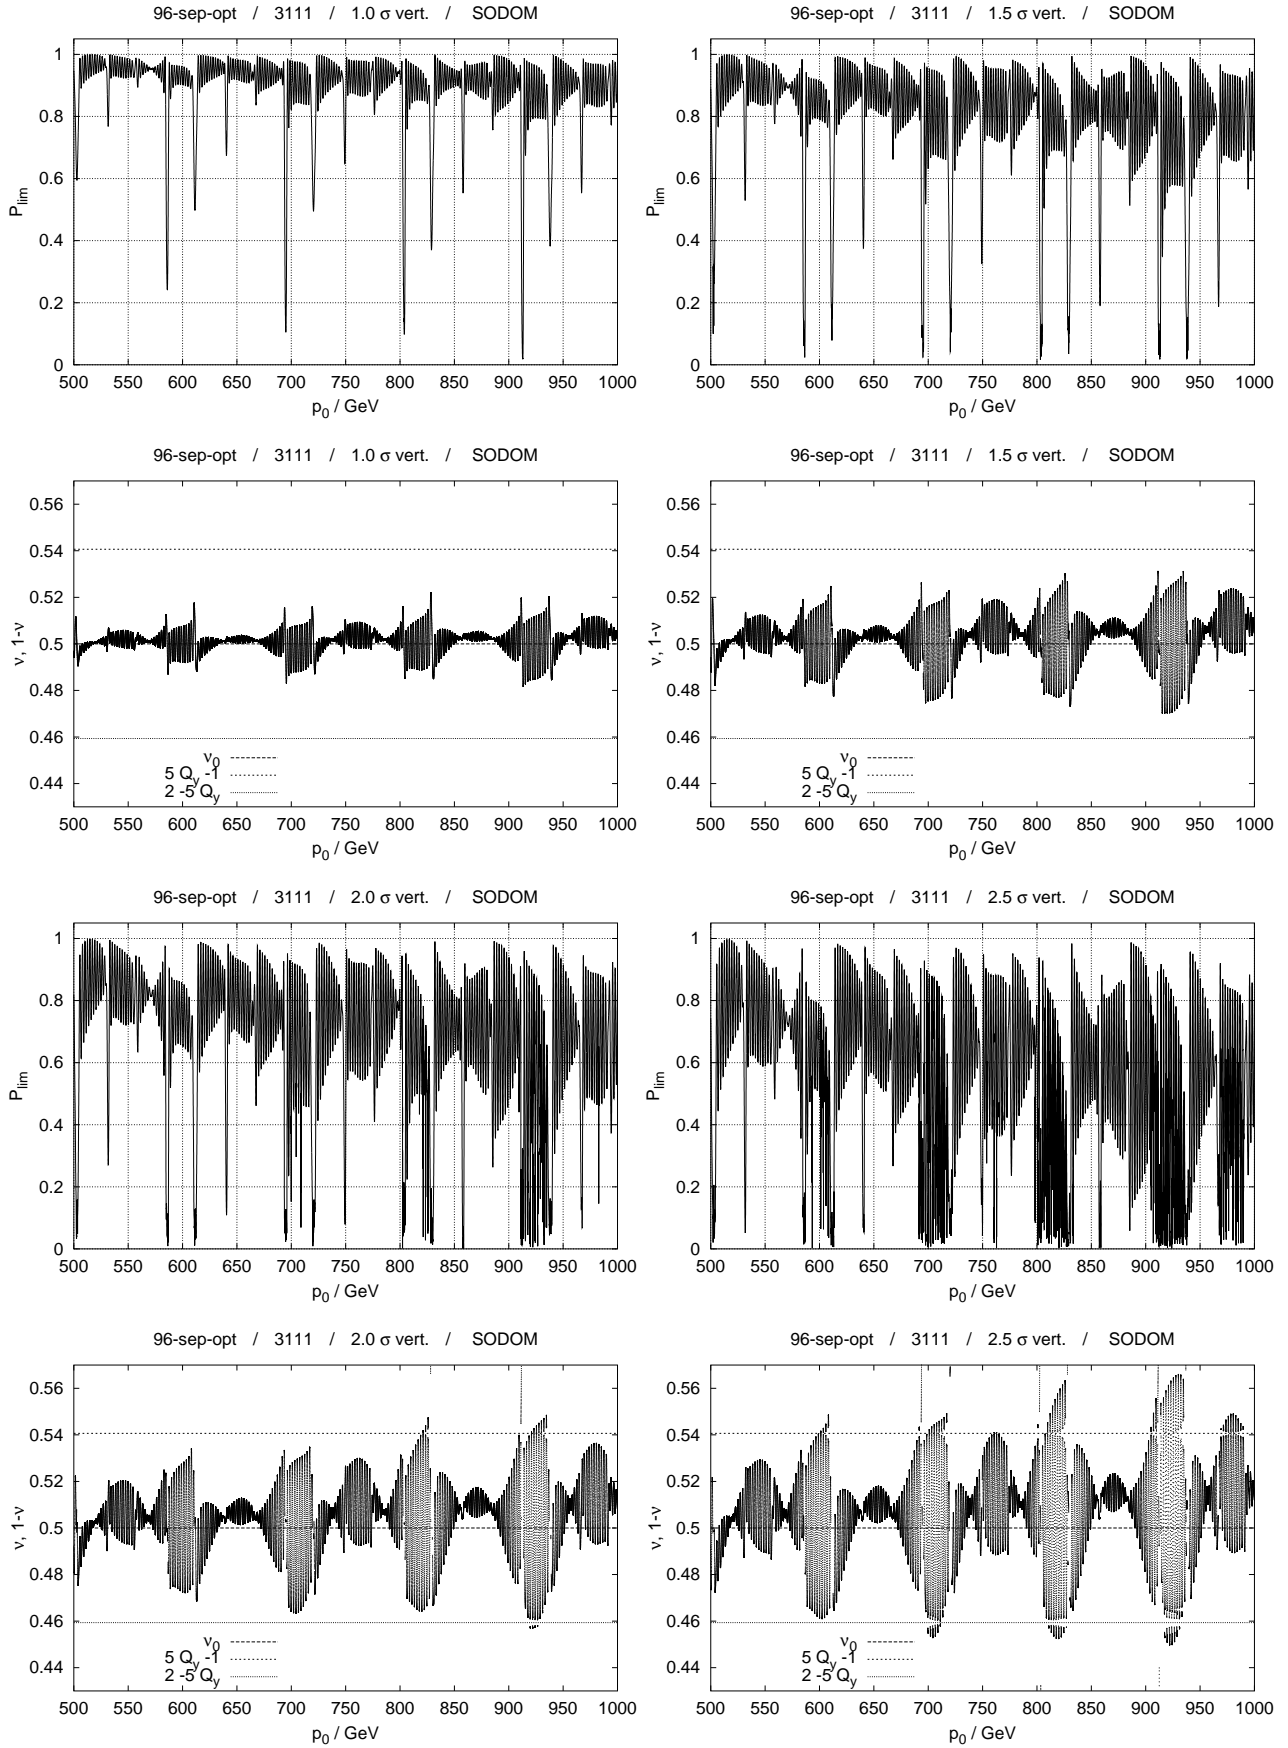 96-sep-opt / 3111 / 1.0 σ vert. / SODOM
P_lim
1
0.8
0.6
0.4
0.2
0
500 550 600 650 700 750 800 850 900 950 1000
p_0 / GeV
96-sep-opt / 3111 / 1.5 σ vert. / SODOM
P_lim
1
0.8
0.6
0.4
0.2
0
500 550 600 650 700 750 800 850 900 950 1000
p_0 / GeV
96-sep-opt / 3111 / 1.0 σ vert. / SODOM
ν, 1-ν
0.56
0.54
0.52
0.5
0.48
0.46
0.44
ν_0
5 Q_y -1
2 -5 Q_y
500 550 600 650 700 750 800 850 900 950 1000
p_0 / GeV
96-sep-opt / 3111 / 1.5 σ vert. / SODOM
ν, 1-ν
0.56
0.54
0.52
0.5
0.48
0.46
0.44
ν_0
5 Q_y -1
2 -5 Q_y
500 550 600 650 700 750 800 850 900 950 1000
p_0 / GeV
96-sep-opt / 3111 / 2.0 σ vert. / SODOM
P_lim
1
0.8
0.6
0.4
0.2
0
500 550 600 650 700 750 800 850 900 950 1000
p_0 / GeV
96-sep-opt / 3111 / 2.5 σ vert. / SODOM
P_lim
1
0.8
0.6
0.4
0.2
0
500 550 600 650 700 750 800 850 900 950 1000
p_0 / GeV
96-sep-opt / 3111 / 2.0 σ vert. / SODOM
ν, 1-ν
0.56
0.54
0.52
0.5
0.48
0.46
0.44
ν_0
5 Q_y -1
2 -5 Q_y
500 550 600 650 700 750 800 850 900 950 1000
p_0 / GeV
96-sep-opt / 3111 / 2.5 σ vert. / SODOM
ν, 1-ν
0.56
0.54
0.52
0.5
0.48
0.46
0.44
ν_0
5 Q_y -1
2 -5 Q_y
500 550 600 650 700 750 800 850 900 950 1000
p_0 / GeV